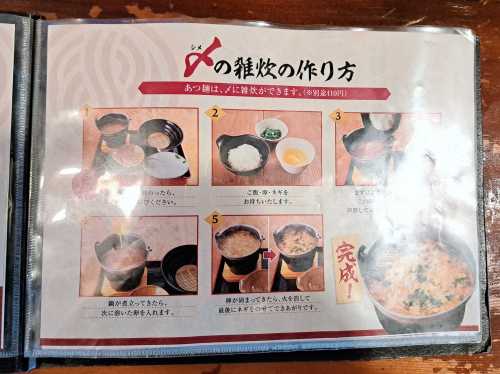 シメ
〆の雑炊の作り方
あつ麺は、〆に雑炊ができます。(※別途110円)
1
ください。
2
ご飯・卵・ネギを
お持ちいたします。
3
鍋が煮立ってきたら、
次に溶いた卵を入れます。
5
卵が固まってきたら、火を消して
最後にネギをのせてできあがりです。
完成!